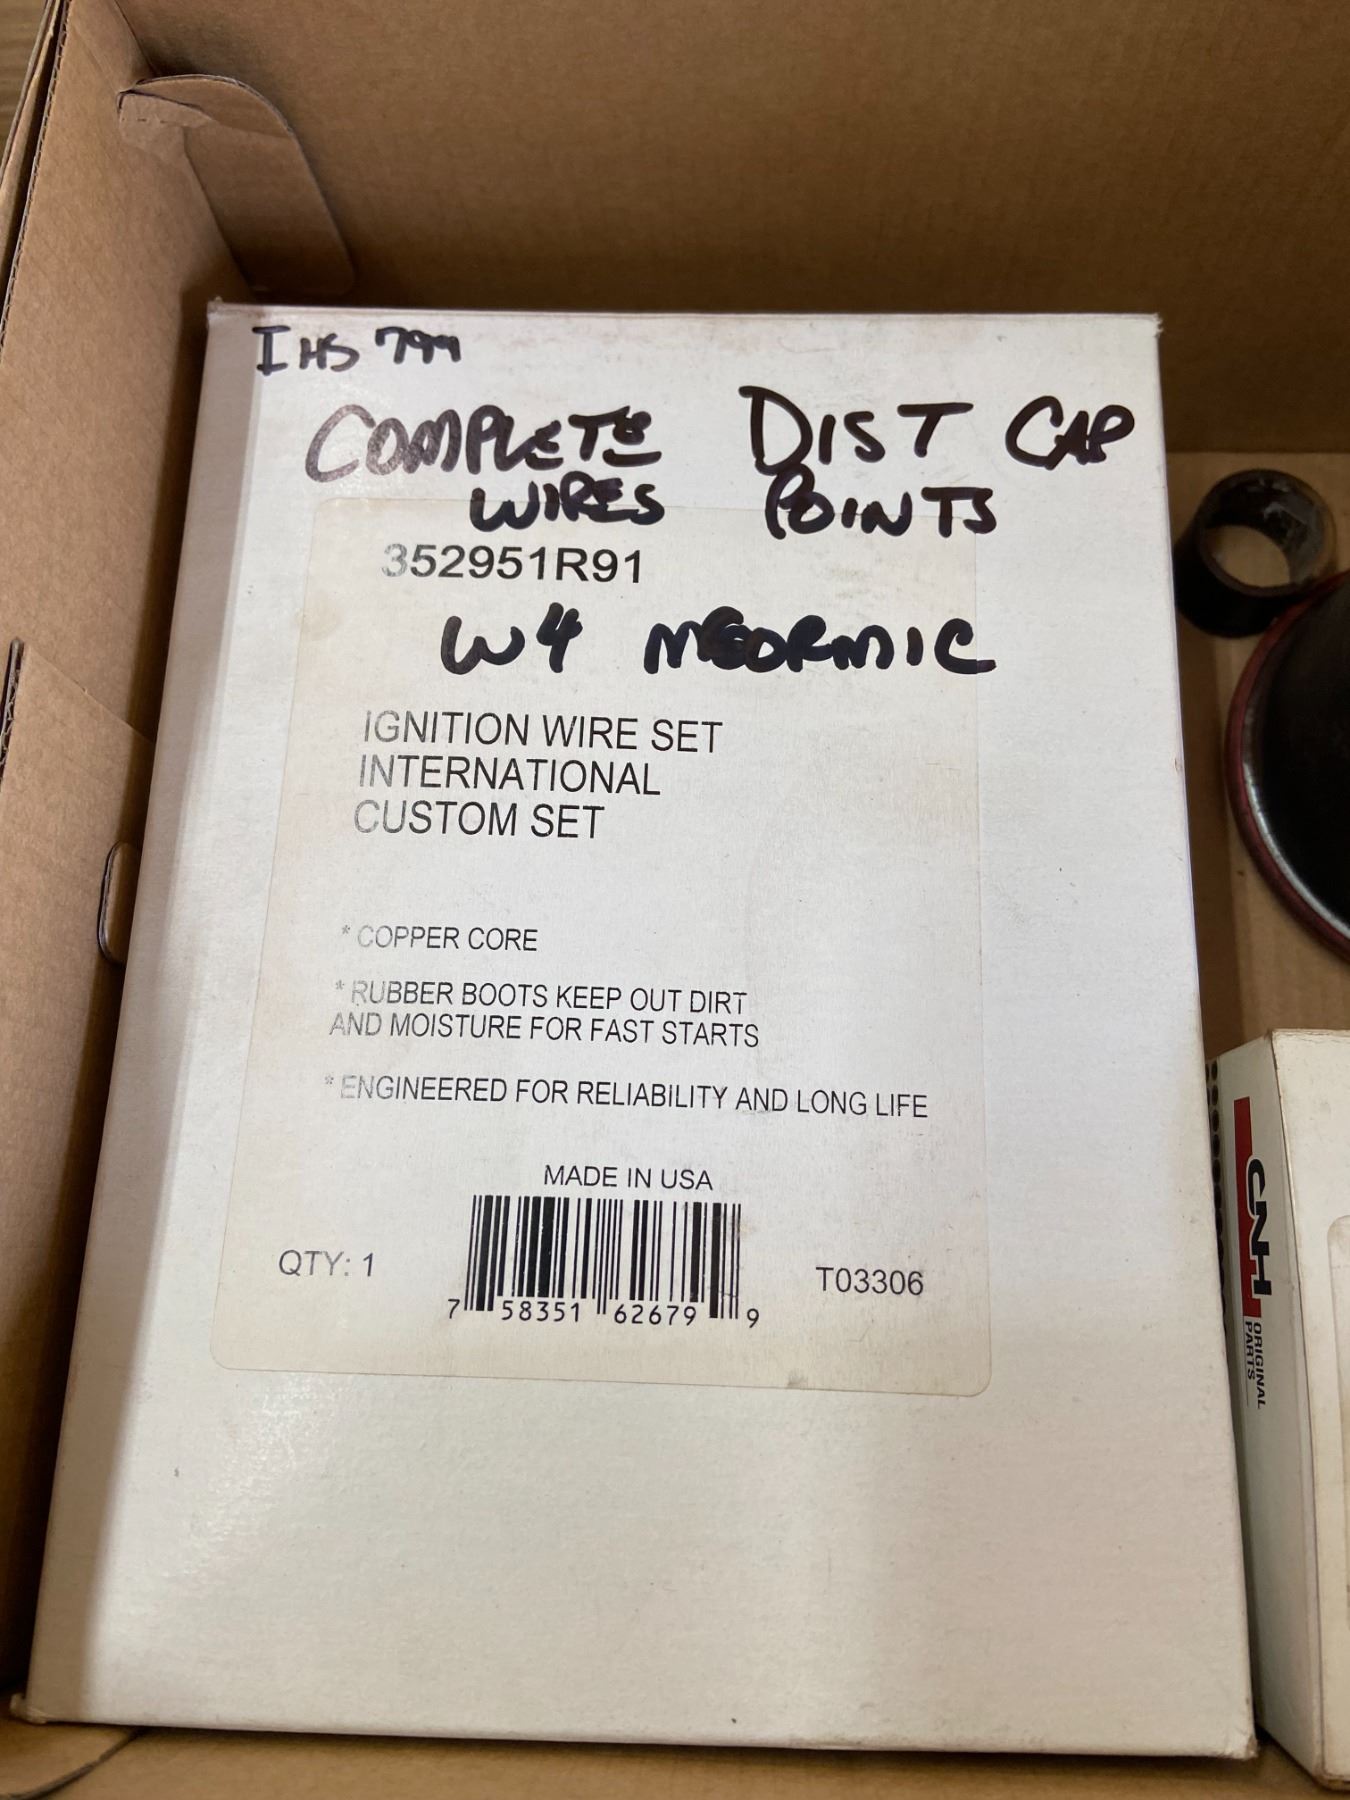 IHS 799
COMPLETE DIST CAP
WIRES POINTS
352951R91
W4 MCORMIC
IGNITION WIRE SET
INTERNATIONAL
CUSTOM SET
* COPPER CORE
* RUBBER BOOTS KEEP OUT DIRT
AND MOISTURE FOR FAST STARTS
* ENGINEERED FOR RELIABILITY AND LONG LIFE
MADE IN USA
QTY: 1
7 58351 62679 9
T03306
CNH
ORIGINAL
PARTS